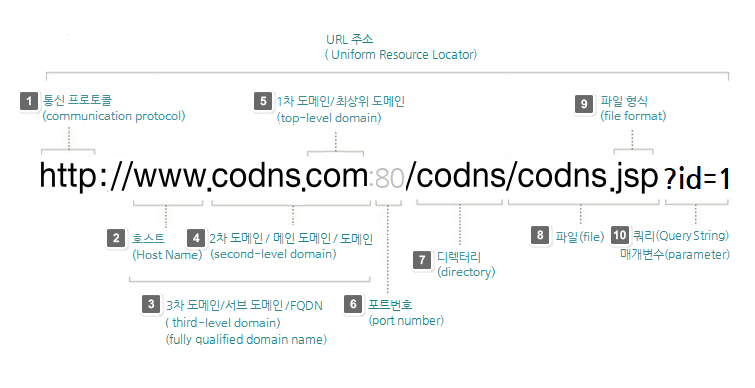 URL 주소
( Uniform Resource Locator)
1 통신 프로토콜
(communication protocol)
5 1차 도메인/ 최상위 도메인
(top-level domain)
9 파일 형식
(file format)
http://www.codns.com:80/codns/codns.jsp?id=1
2 호스트
(Host Name)
4 2차 도메인 / 메인 도메인 / 도메인
(second-level domain)
7 디렉터리
(directory)
8 파일(file)
10 쿼리(Query String)
매개변수(parameter)
3 3차 도메인/서브 도메인 /FQDN
( third-level domain)
(fully qualified domain name)
6 포트번호
(port number)